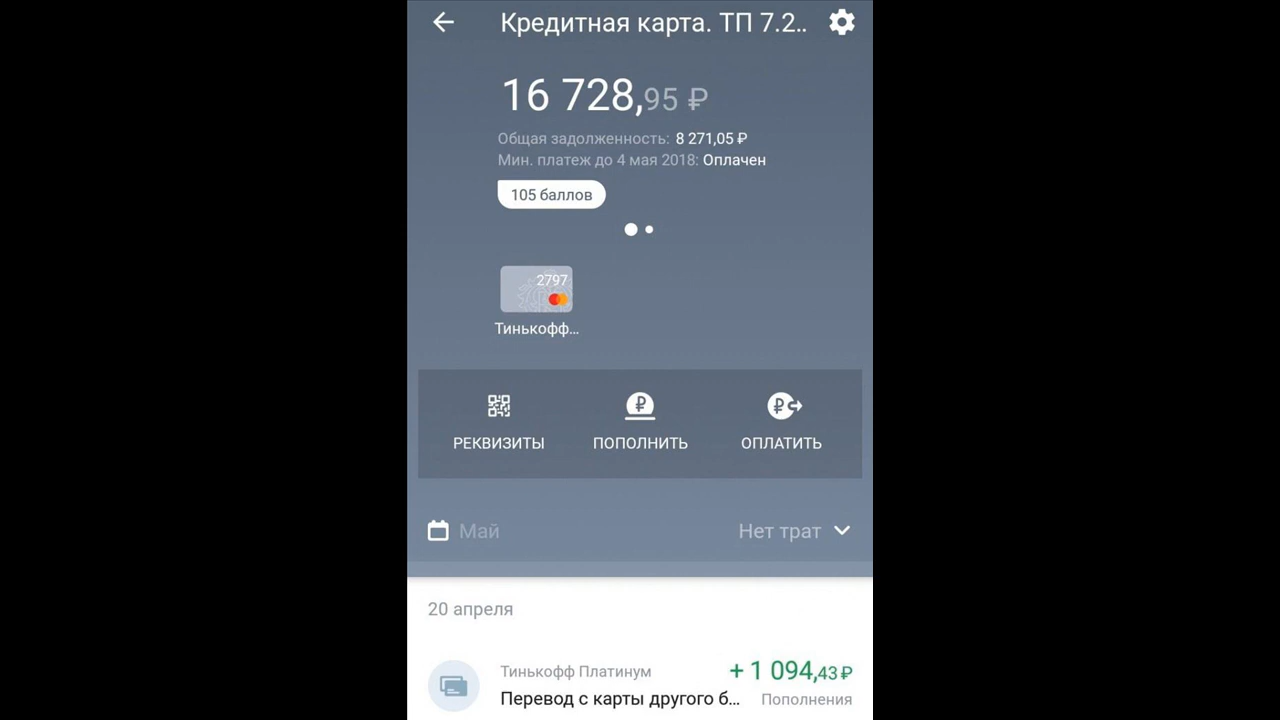 Кредитная карта. ТП 7.2..
16 728,95 ₽
Общая задолженность: 8 271,05 ₽
Мин. платеж до 4 мая 2018: Оплачен
105 баллов
2797
Тинькофф...
РЕКВИЗИТЫ ПОПОЛНИТЬ ОПЛАТИТЬ
Май Нет трат
20 апреля
Тинькофф Платинум + 1 094,43 ₽
Перевод с карты другого б... Пополнения